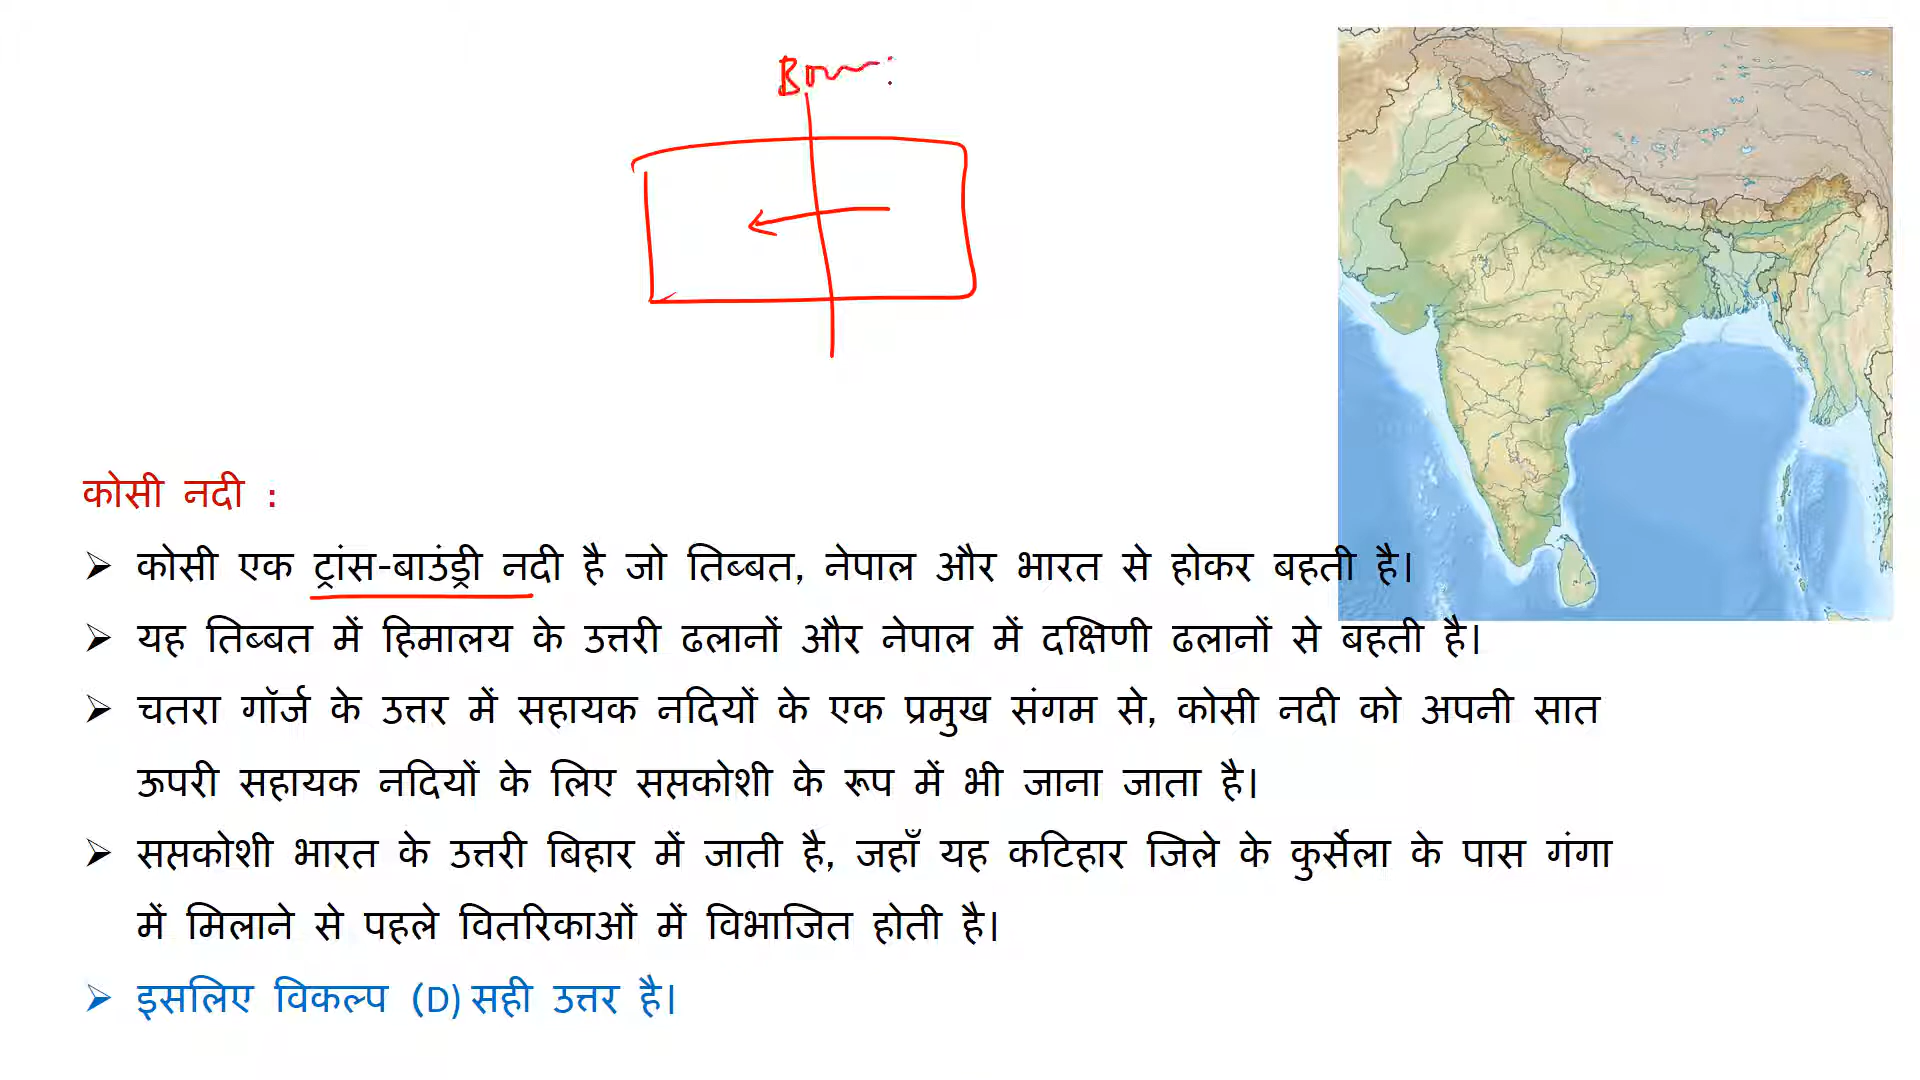 कोसी नदी :
➤ कोसी एक ट्रांस-बाउंड्री नदी है जो तिब्बत, नेपाल और भारत से होकर बहती है।
➤ यह तिब्बत में हिमालय के उत्तरी ढलानों और नेपाल में दक्षिणी ढलानों से बहती है।
➤ चतरा गॉर्ज के उत्तर में सहायक नदियों के एक प्रमुख संगम से, कोसी नदी को अपनी सात
ऊपरी सहायक नदियों के लिए सप्तकोशी के रूप में भी जाना जाता है।
➤ सप्तकोशी भारत के उत्तरी बिहार में जाती है, जहाँ यह कटिहार जिले के कुर्सेला के पास गंगा
में मिलाने से पहले वितरिकाओं में विभाजित होती है।
➤ इसलिए विकल्प (D) सही उत्तर है।